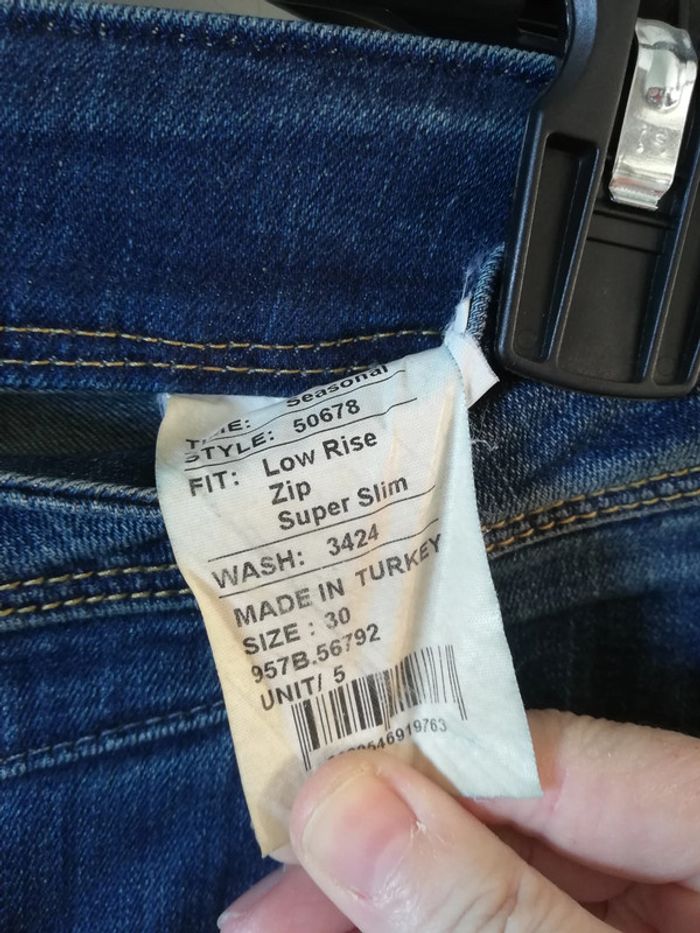 Seasonal
STYLE: 50678
FIT: Low Rise
Zip
Super Slim
WASH: 3424
MADE IN TURKEY
SIZE : 30
957B.56792
UNIT/ 5